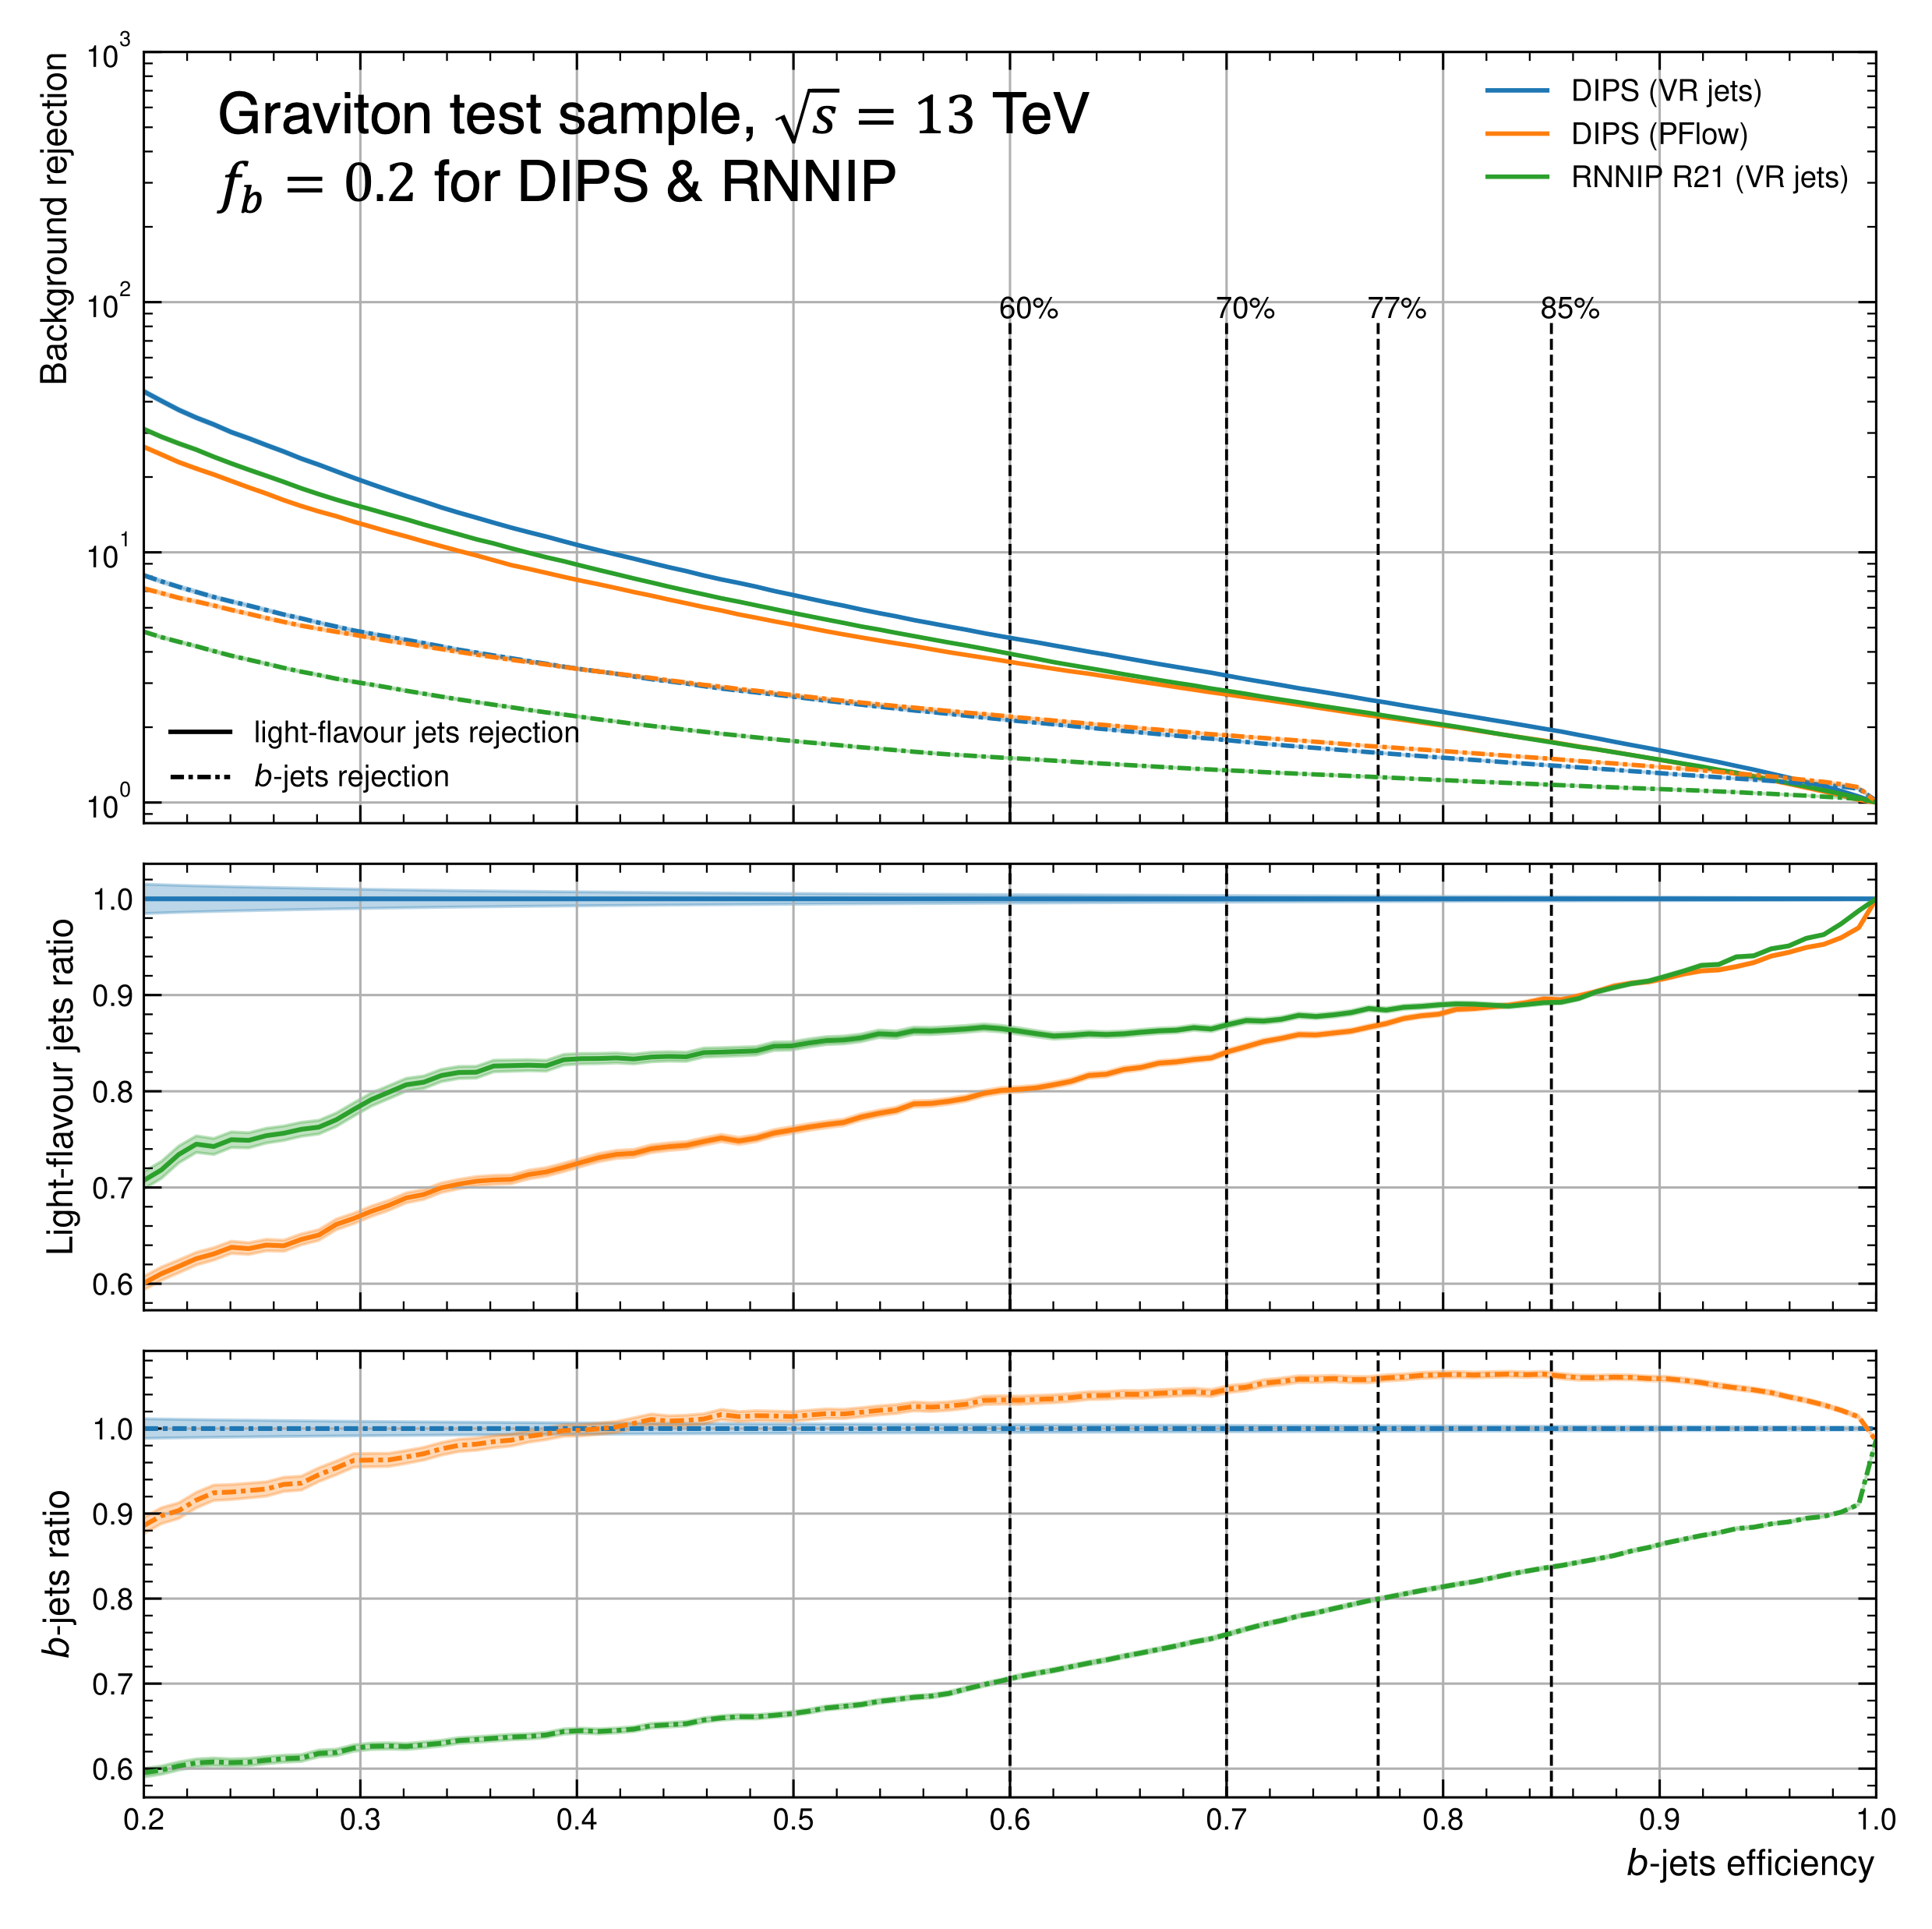 10^3
Background rejection
Graviton test sample, √s = 13 TeV
f_b = 0.2 for DIPS & RNNIP
DIPS (VR jets)
DIPS (PFlow)
RNNIP R21 (VR jets)
10^2
60%
70%
77%
85%
10^1
light-flavour jets rejection
b-jets rejection
10^0
Light-flavour jets ratio
1.0
0.9
0.8
0.7
0.6
b-jets ratio
1.0
0.9
0.8
0.7
0.6
0.2 0.3 0.4 0.5 0.6 0.7 0.8 0.9 1.0
b-jets efficiency